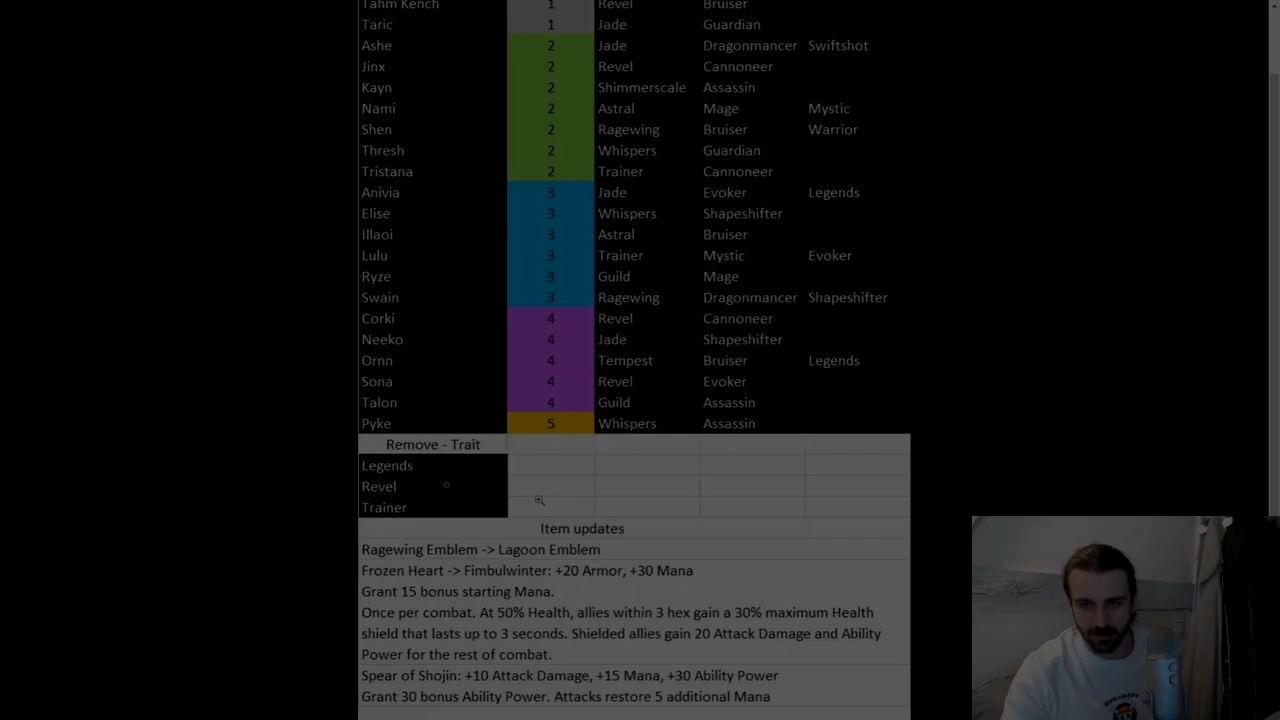 Tahm Kench 1 Revel Bruiser
Taric 1 Jade Guardian
Ashe 2 Jade Dragonmancer Swiftshot
Jinx 2 Revel Cannoneer
Kayn 2 Shimmerscale Assassin
Nami 2 Astral Mage Mystic
Shen 2 Ragewing Bruiser Warrior
Thresh 2 Whispers Guardian
Tristana 2 Trainer Cannoneer
Anivia 3 Jade Evoker Legends
Elise 3 Whispers Shapeshifter
Illaoi 3 Astral Bruiser
Lulu 3 Trainer Mystic Evoker
Ryze 3 Guild Mage
Swain 3 Ragewing Dragonmancer Shapeshifter
Corki 4 Revel Cannoneer
Neeko 4 Jade Shapeshifter
Ornn 4 Tempest Bruiser Legends
Sona 4 Revel Evoker
Talon 4 Guild Assassin
Pyke 5 Whispers Assassin
Remove - Trait
Legends
Revel
Trainer
Item updates
Ragewing Emblem -> Lagoon Emblem
Frozen Heart -> Fimbulwinter: +20 Armor, +30 Mana
Grant 15 bonus starting Mana.
Once per combat. At 50% Health, allies within 3 hex gain a 30% maximum Health
shield that lasts up to 3 seconds. Shielded allies gain 20 Attack Damage and Ability
Power for the rest of combat.
Spear of Shojin: +10 Attack Damage, +15 Mana, +30 Ability Power
Grant 30 bonus Ability Power. Attacks restore 5 additional Mana